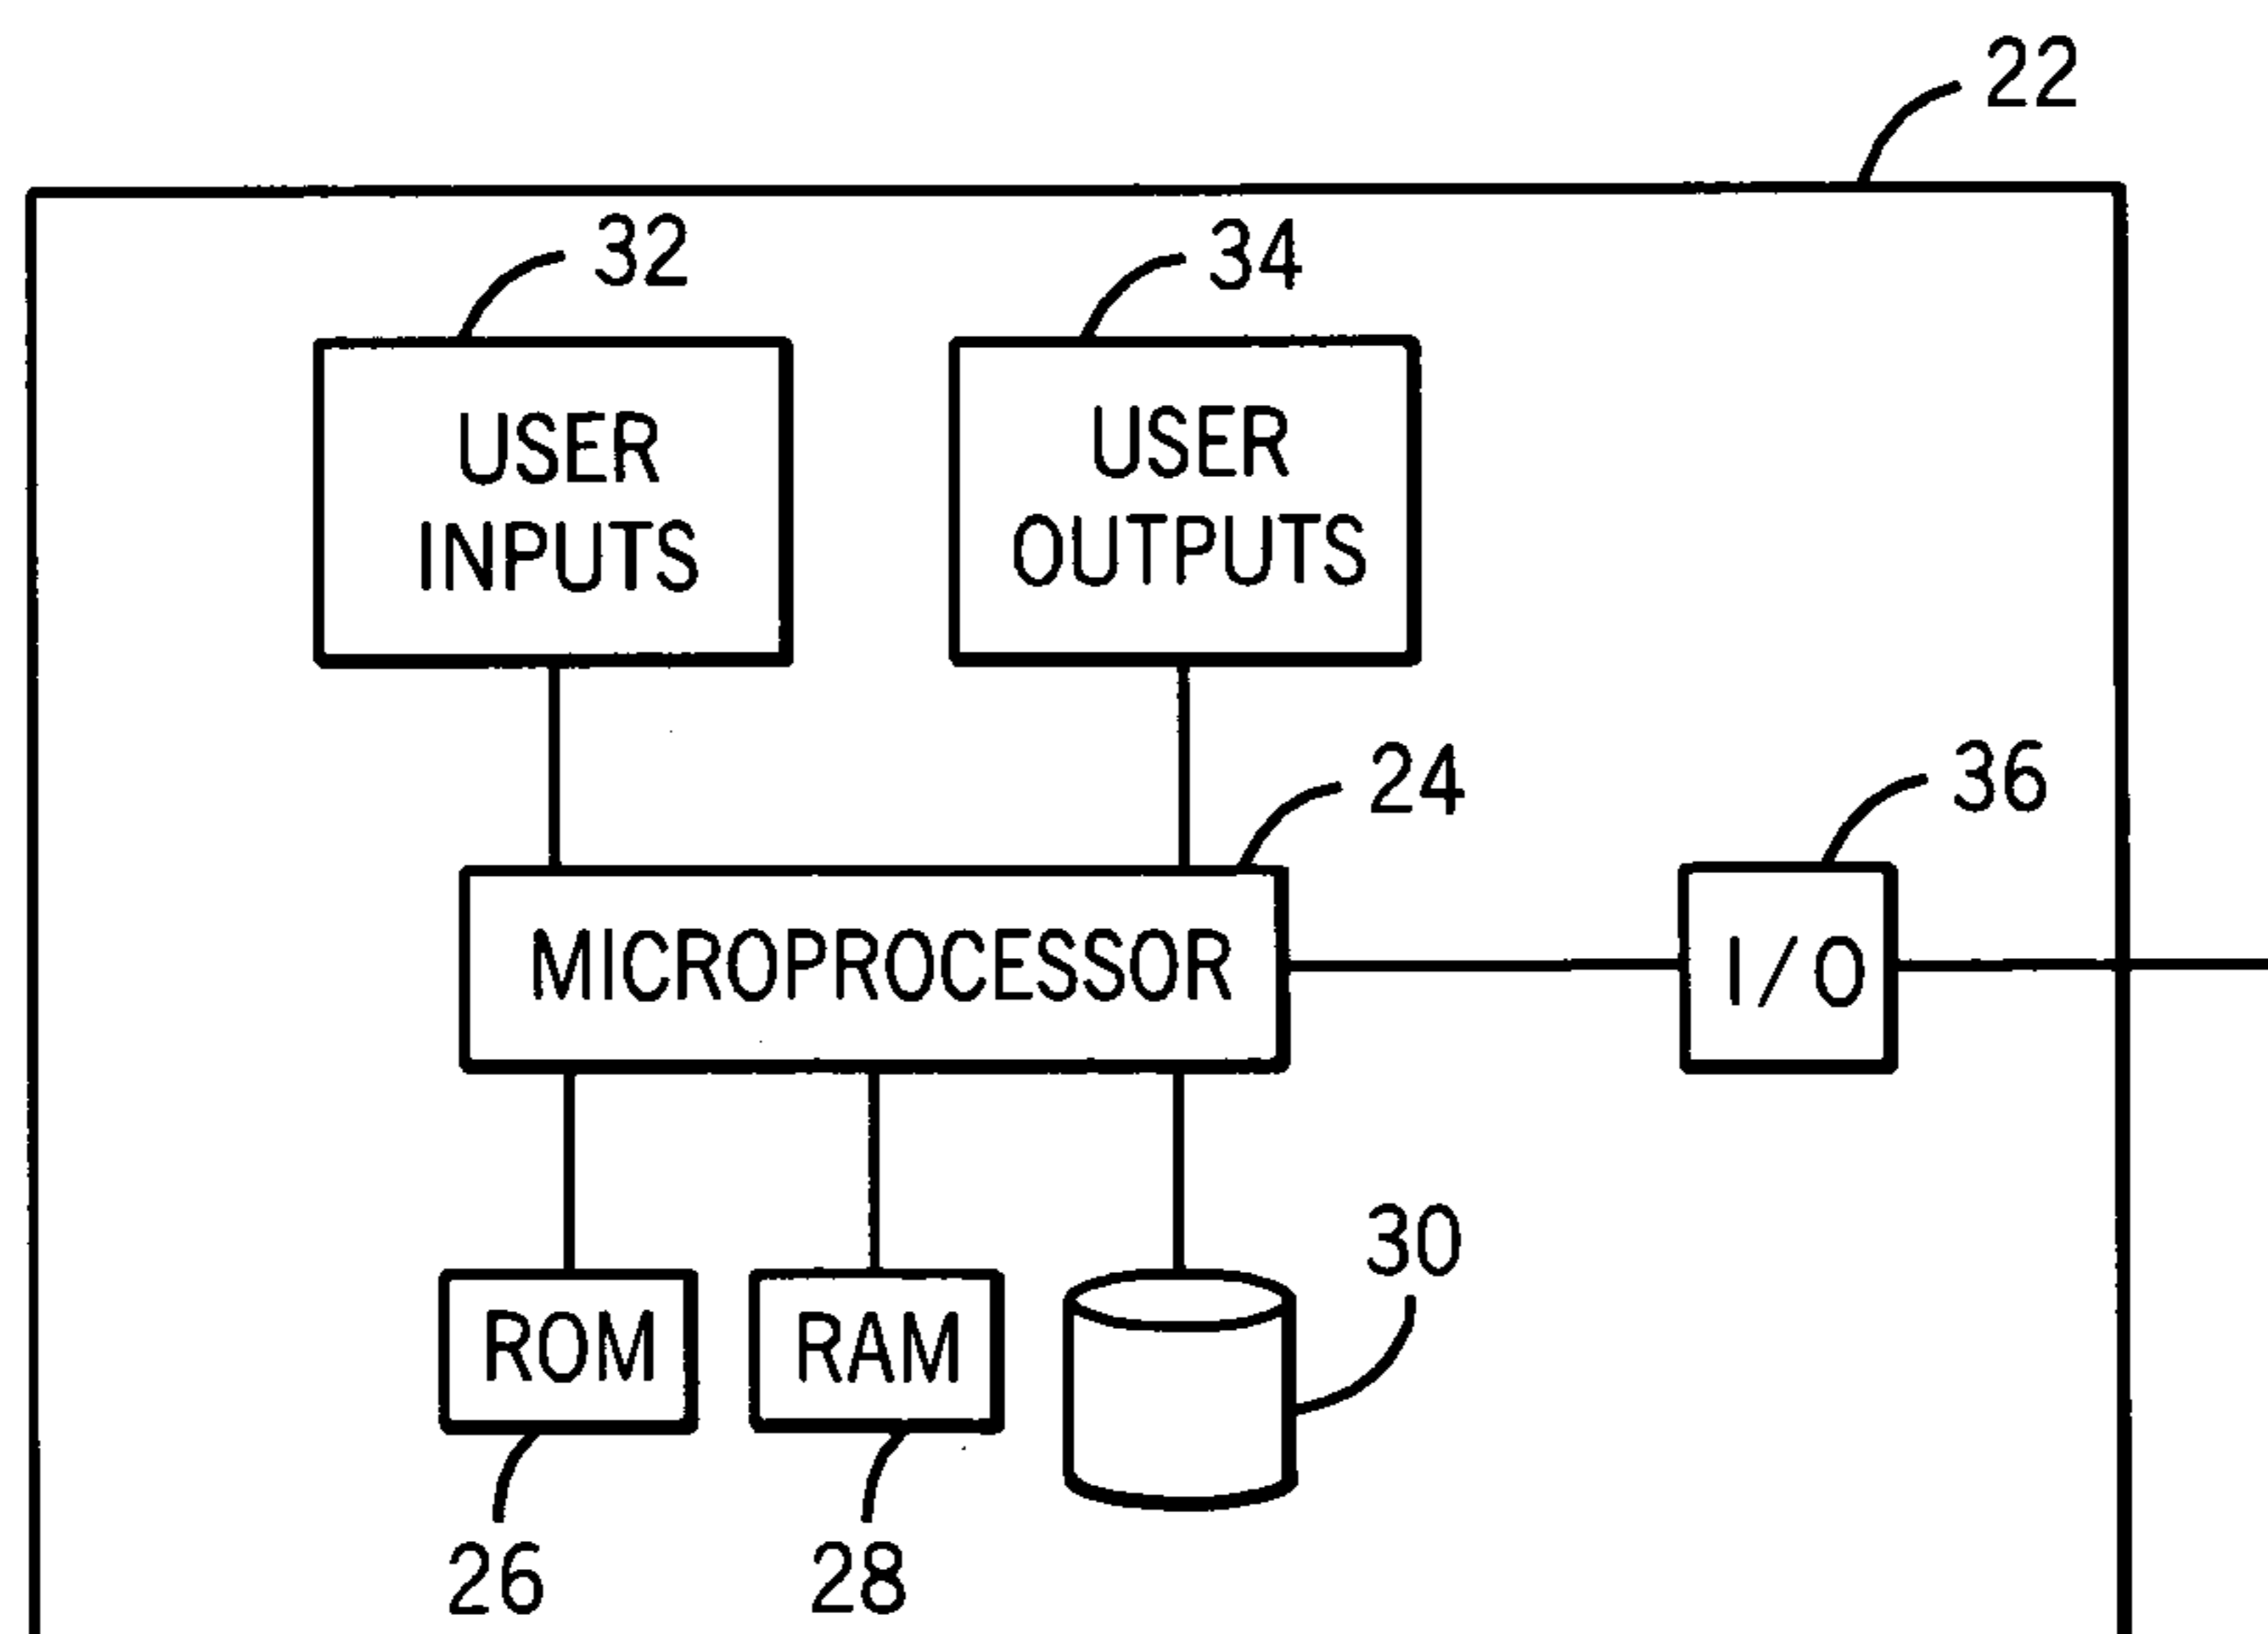 22
32
34
USER
INPUTS
USER
OUTPUTS
24
36
MICROPROCESSOR
I/O
30
ROM
RAM
26
28